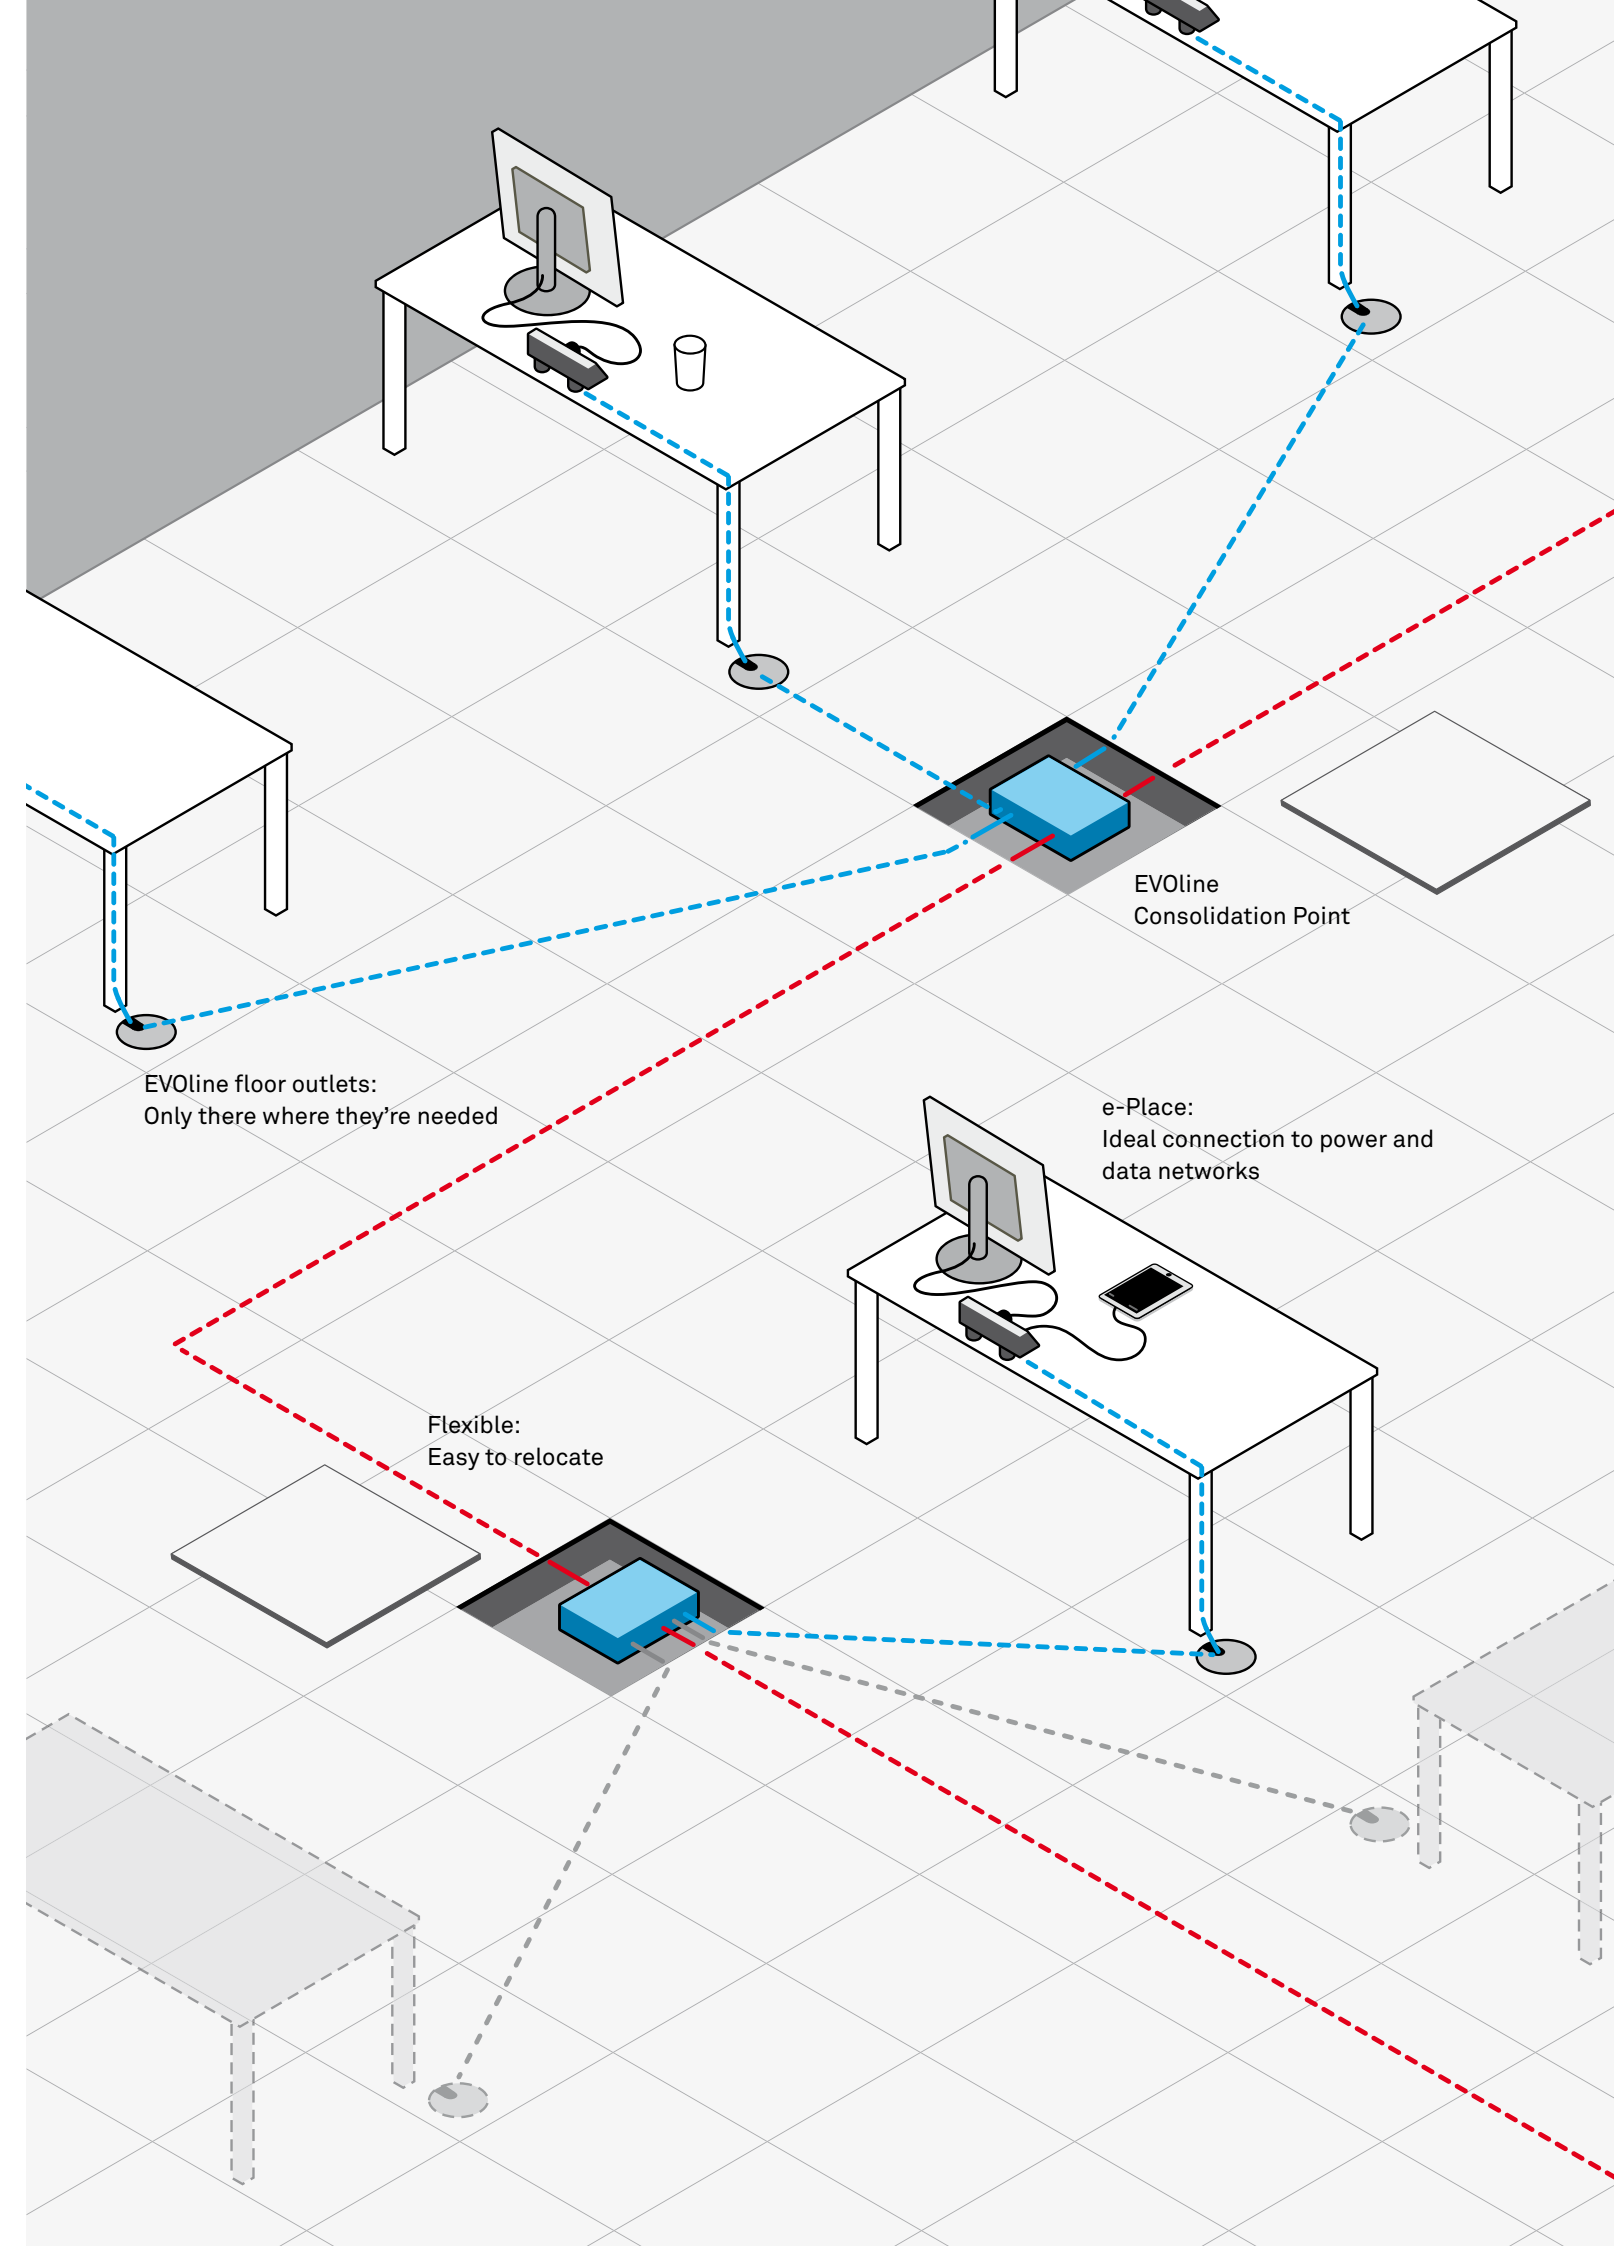 EVOline
Consolidation Point
EVOline floor outlets:
Only there where they're needed
e-Place:
Ideal connection to power and
data networks
Flexible:
Easy to relocate